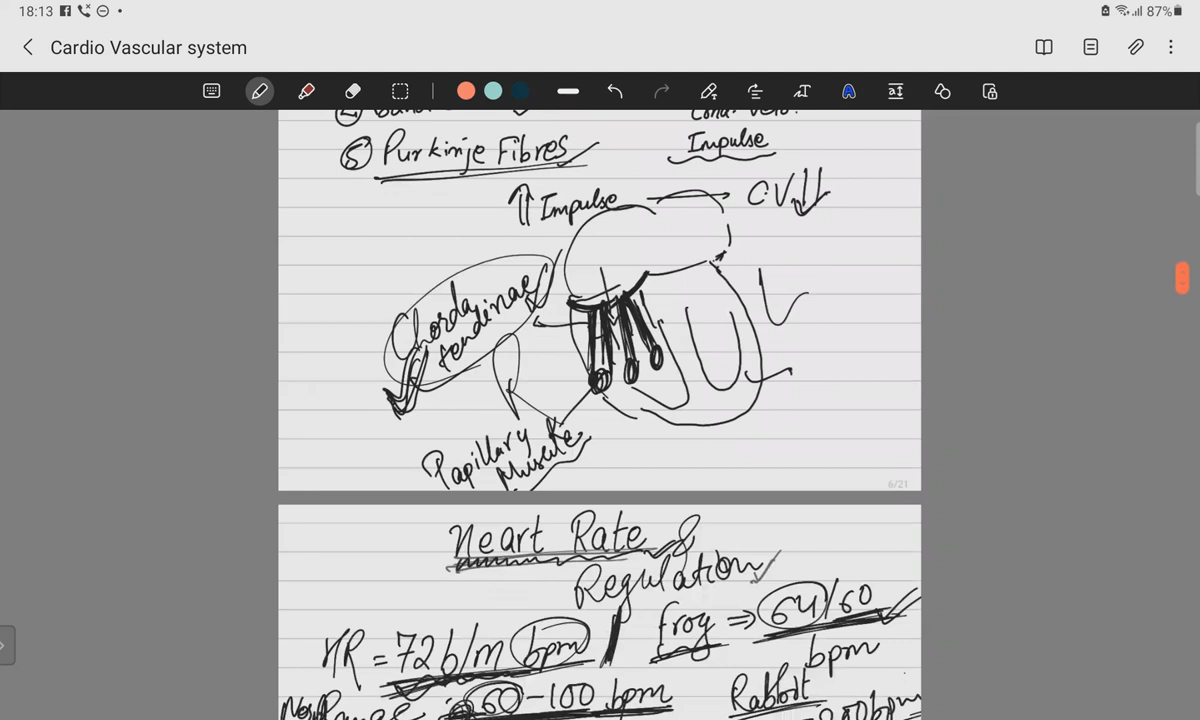 18:13 87%
Cardio Vascular system
⑤ Purkinje Fibres
Impulse
↑ Impulse → C.V.↓↓
Chorda tendinae
Papillary Muscle
6/21
Heart Rate &
Regulation
frog ⇒ 64/60
bpm
HR = 72 b/m bpm
Rabbit
60-100 bpm